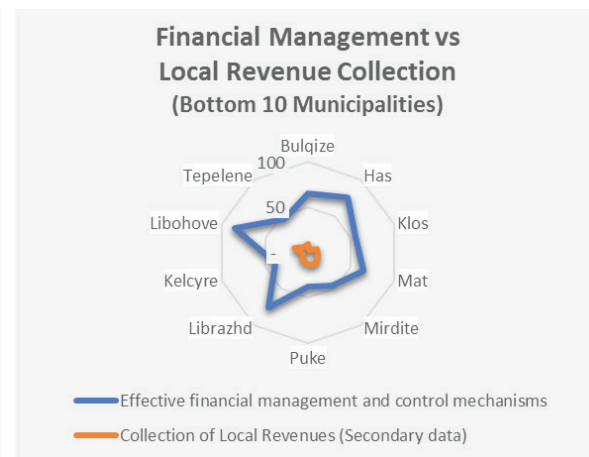 Financial Management vs
Local Revenue Collection
(Bottom 10 Municipalities)
Bulqize
100
Tepelene
Has
50
Libohove
Klos
-
Kelcyre
Mat
Librazhd
Mirdite
Puke
Effective financial management and control mechanisms
Collection of Local Revenues (Secondary data)